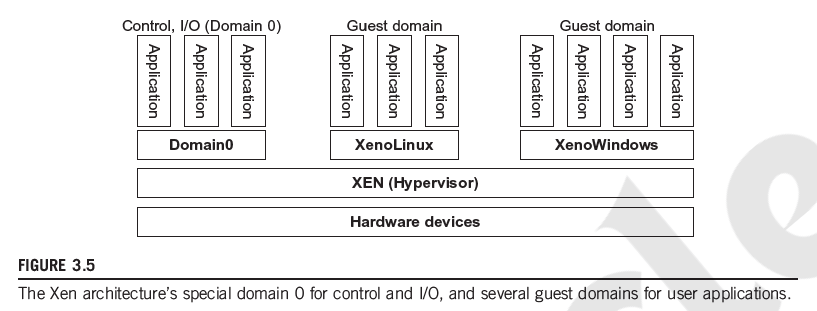 Control, I/O (Domain 0)
Guest domain
Guest domain
Application
Application
Application
Application
Application
Application
Application
Application
Application
Application
Domain0
XenoLinux
XenoWindows
XEN (Hypervisor)
Hardware devices
FIGURE 3.5
The Xen architecture's special domain 0 for control and I/O, and several guest domains for user applications.